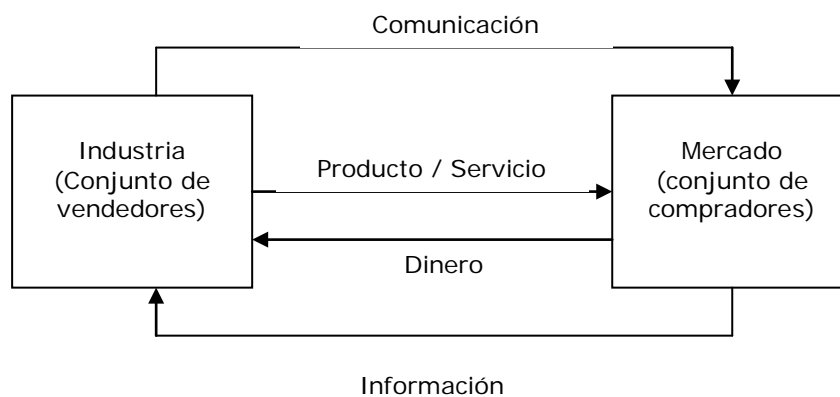 Comunicación
Industria
(Conjunto de
vendedores)
Producto / Servicio
Mercado
(conjunto de
compradores)
Dinero
Información